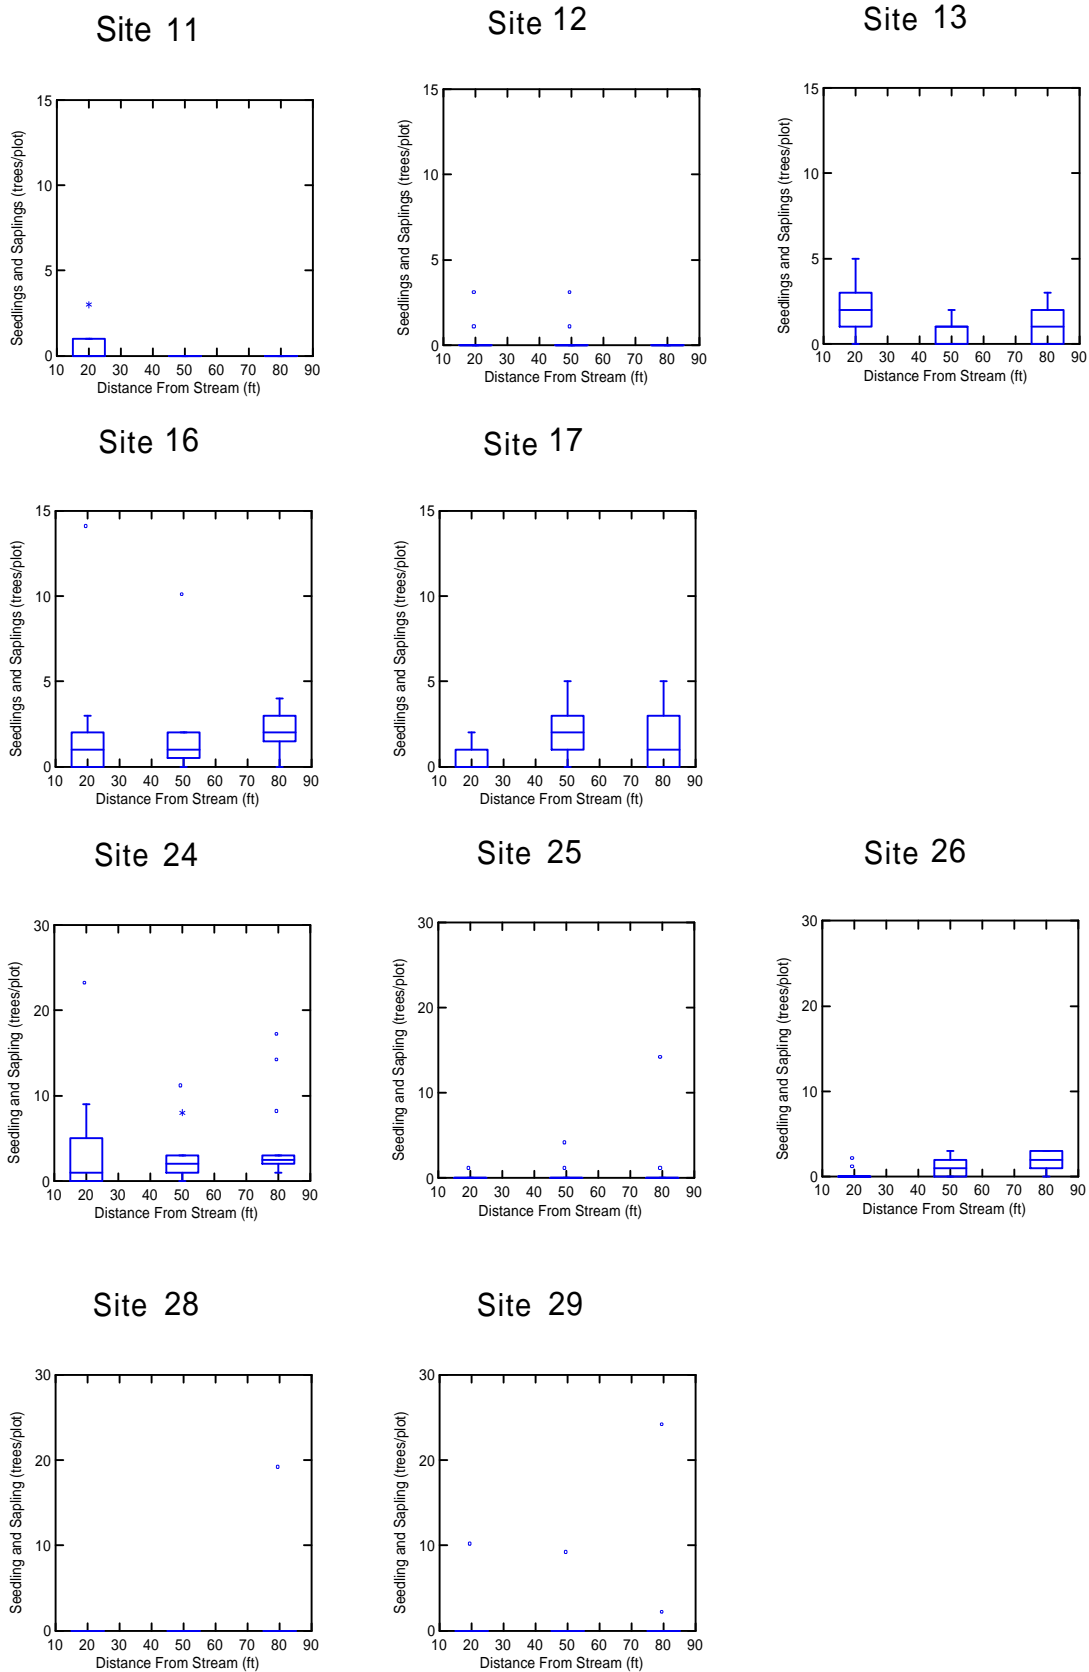 Site 11
Site 12
Site 13
Seedlings and Saplings (trees/plot)
15
10
5
0
10 20 30 40 50 60 70 80 90
Distance From Stream (ft)
Seedlings and Saplings (trees/plot)
15
10
5
0
10 20 30 40 50 60 70 80 90
Distance From Stream (ft)
Seedlings and Saplings (trees/plot)
15
10
5
0
10 20 30 40 50 60 70 80 90
Distance From Stream (ft)
Site 16
Site 17
Seedlings and Saplings (trees/plot)
15
10
5
0
10 20 30 40 50 60 70 80 90
Distance From Stream (ft)
Seedlings and Saplings (trees/plot)
15
10
5
0
10 20 30 40 50 60 70 80 90
Distance From Stream (ft)
Site 24
Site 25
Site 26
Seedling and Sapling (trees/plot)
30
20
10
0
10 20 30 40 50 60 70 80 90
Distance From Stream (ft)
Seedling and Sapling (trees/plot)
30
20
10
0
10 20 30 40 50 60 70 80 90
Distance From Stream (ft)
Seedling and Sapling (trees/plot)
30
20
10
0
10 20 30 40 50 60 70 80 90
Distance From Stream (ft)
Site 28
Site 29
Seedling and Sapling (trees/plot)
30
20
10
0
10 20 30 40 50 60 70 80 90
Distance From Stream (ft)
Seedling and Sapling (trees/plot)
30
20
10
0
10 20 30 40 50 60 70 80 90
Distance From Stream (ft)